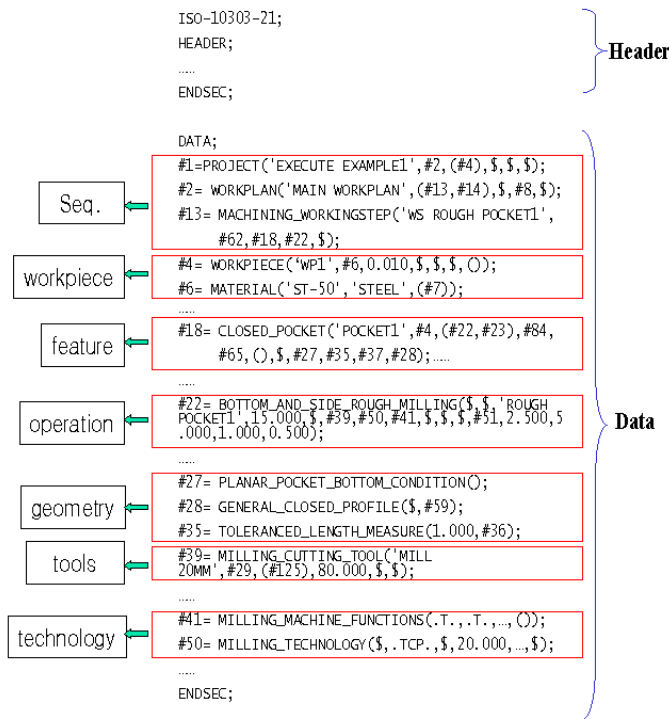 ISO-10303-21;
HEADER;
.....
ENDSEC;
Header
DATA;
#1=PROJECT('EXECUTE EXAMPLE1',#2,(#4),$,$,$);
#2= WORKPLAN('MAIN WORKPLAN',(#13,#14),$,#8,$);
#13= MACHINING_WORKINGSTEP('WS ROUGH POCKET1',
#62,#18,#22,$);
Seq.
#4= WORKPIECE('WP1',#6,0.010,$,$,$,());
#6= MATERIAL('ST-50','STEEL',(#7));
workpiece
.....
#18= CLOSED_POCKET('POCKET1',#4,(#22,#23),#84,
#65,(),$,#27,#35,#37,#28);.....
feature
.....
#22= BOTTOM_AND_SIDE_ROUGH_MILLING($,$,'ROUGH
POCKET1',15.000,$,#39,#50,#41,$,$,$,#51,2.500,5
.000,1.000,0.500);
operation
Data
.....
#27= PLANAR_POCKET_BOTTOM_CONDITION();
#28= GENERAL_CLOSED_PROFILE($,#59);
#35= TOLERANCED_LENGTH_MEASURE(1.000,#36);
geometry
#39= MILLING_CUTTING_TOOL('MILL
20MM',#29,(#125),80.000,$,$);
tools
.....
#41= MILLING_MACHINE_FUNCTIONS(.T.,.T.,…,());
#50= MILLING_TECHNOLOGY($,.TCP.,$,20.000,…,$);
technology
.....
ENDSEC;